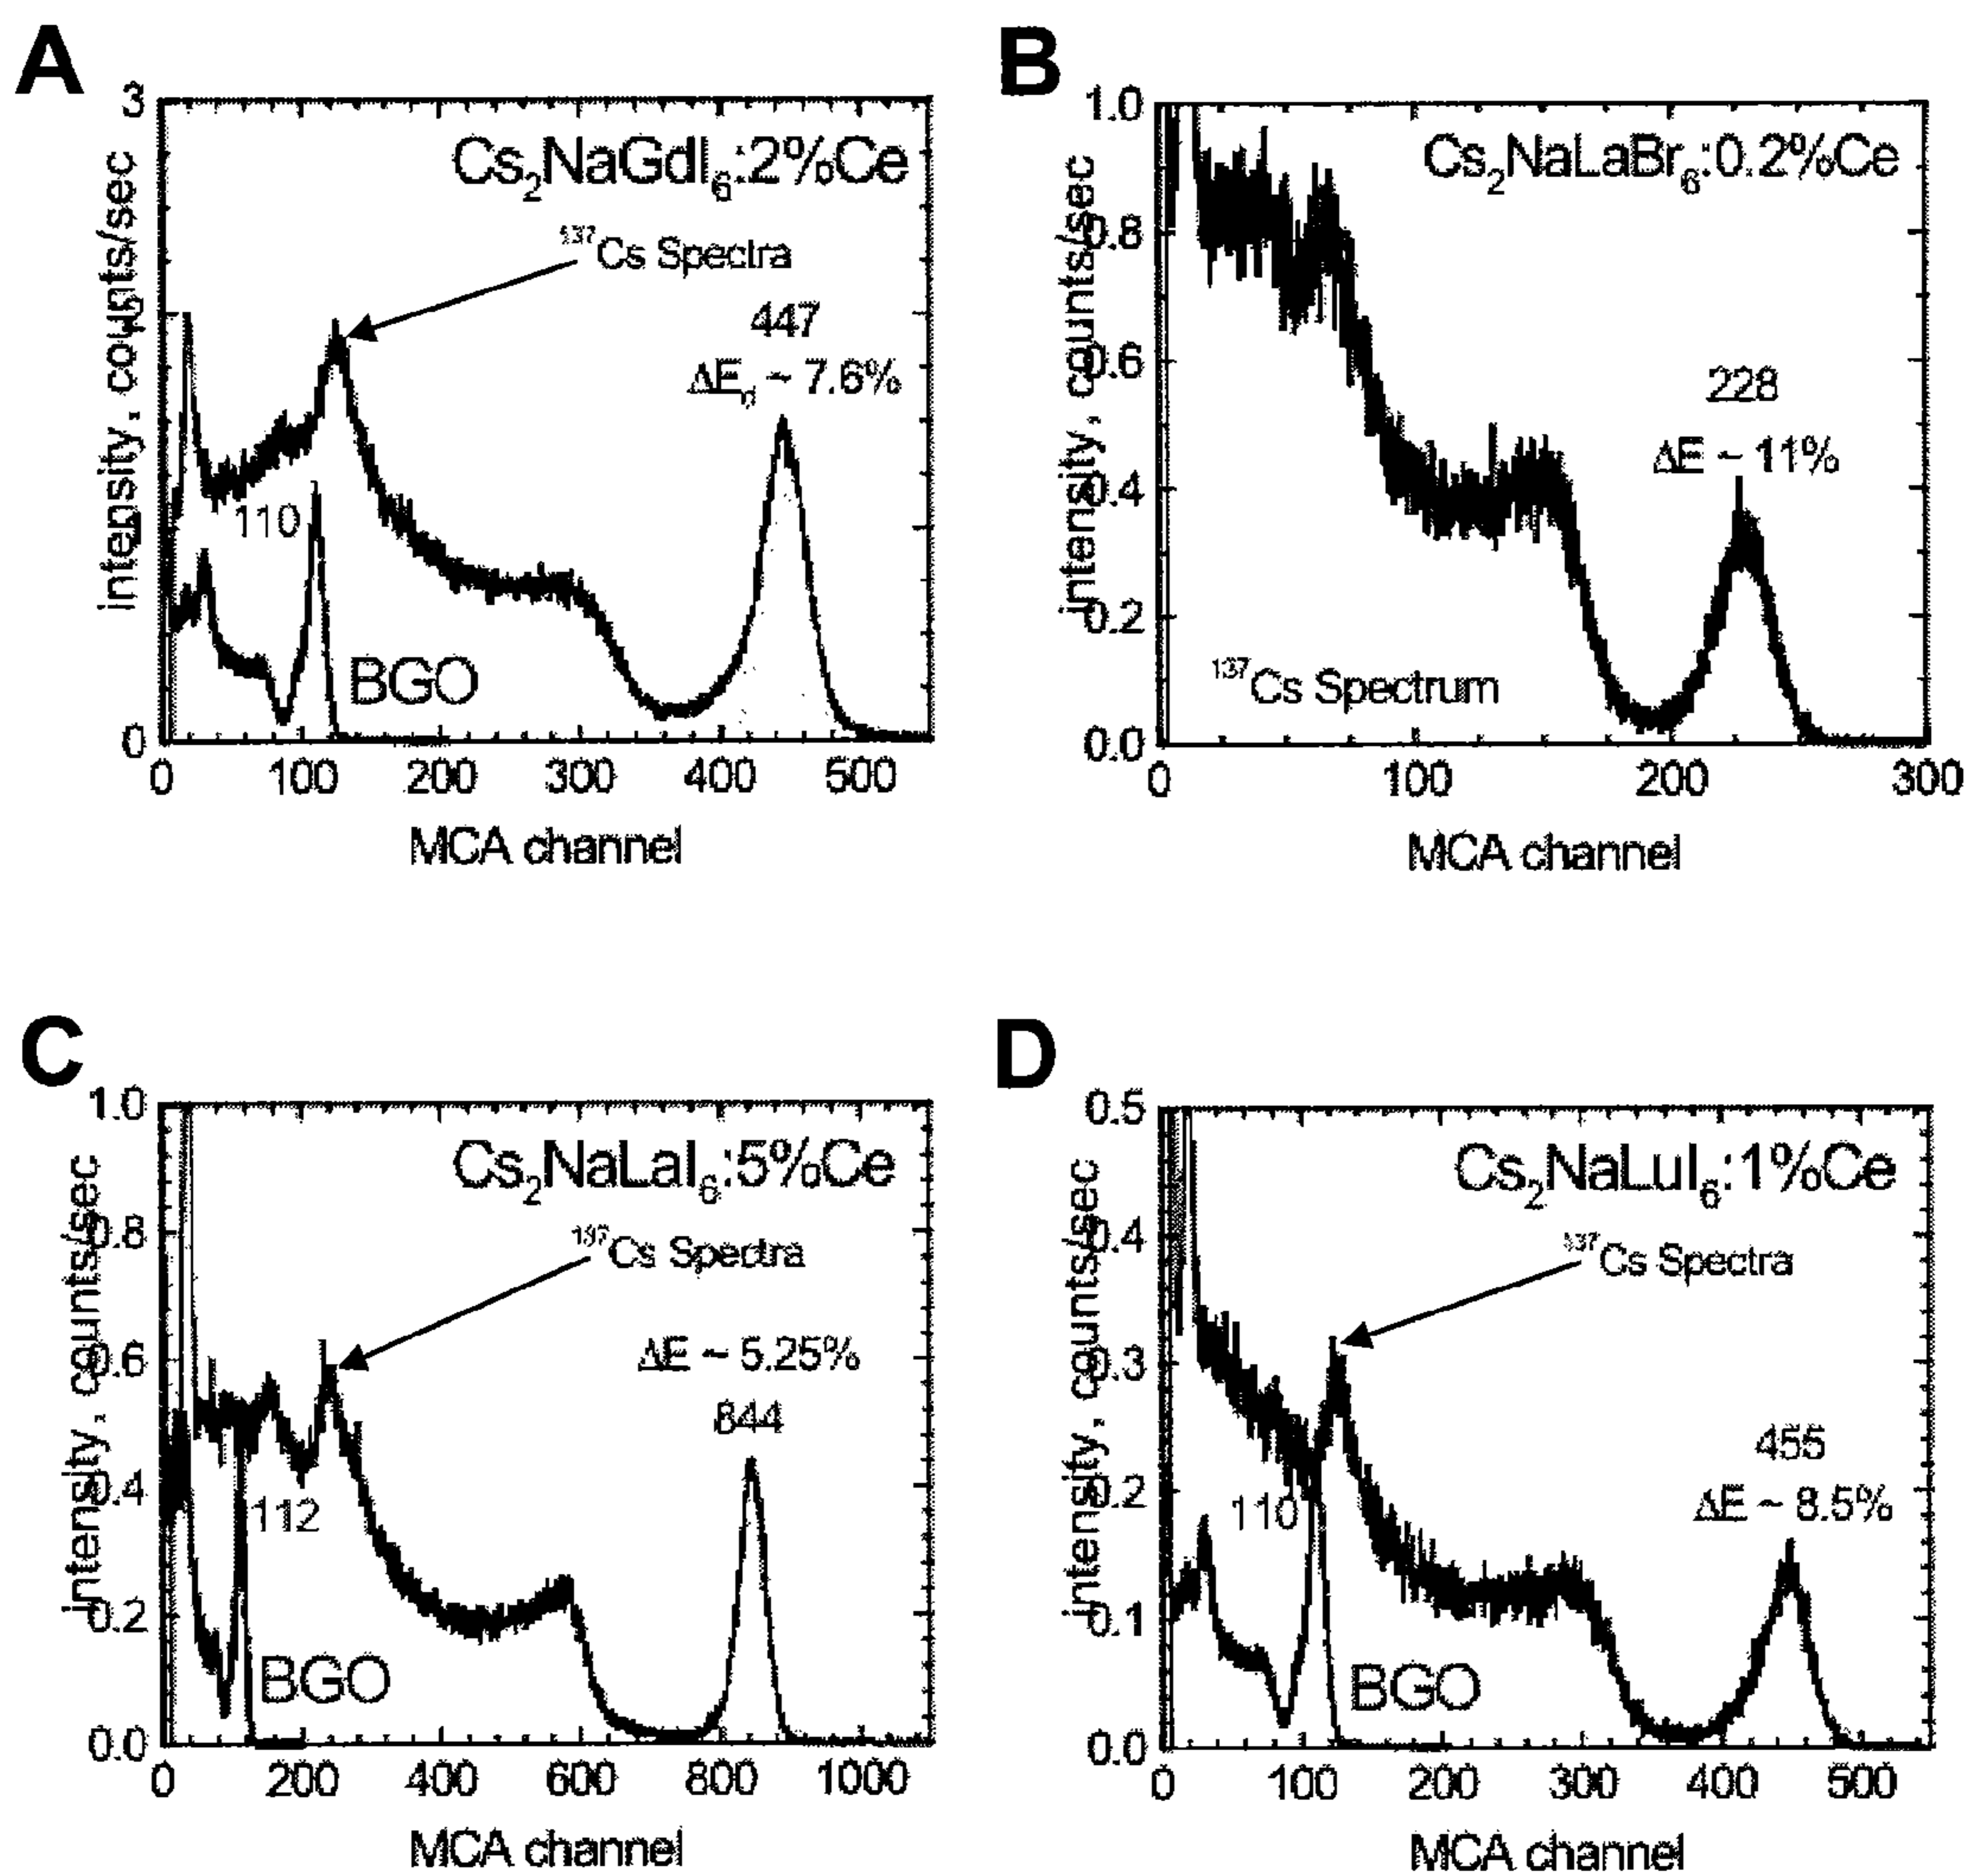 A
3
Cs2NaGdI6:2%Ce
137Cs Spectra
447
ΔEp ~ 7.6%
110
BGO
0
0 100 200 300 400 500
intensity, counts/sec
MCA channel
B
1.0
Cs2NaLaBr6:0.2%Ce
0.8
0.6
228
ΔE ~ 11%
0.4
0.2
137Cs Spectrum
0.0
0 100 200 300
intensity, counts/sec
MCA channel
C
1.0
Cs2NaLaI6:5%Ce
0.8
137Cs Spectra
0.6
ΔE ~ 5.25%
844
0.4
112
0.2
BGO
0.0
0 200 400 600 800 1000
intensity, counts/sec
MCA channel
D
0.5
Cs2NaLuI6:1%Ce
0.4
137Cs Spectra
0.3
455
0.2
110
ΔE ~ 8.5%
0.1
BGO
0.0
0 100 200 300 400 500
intensity, counts/sec
MCA channel